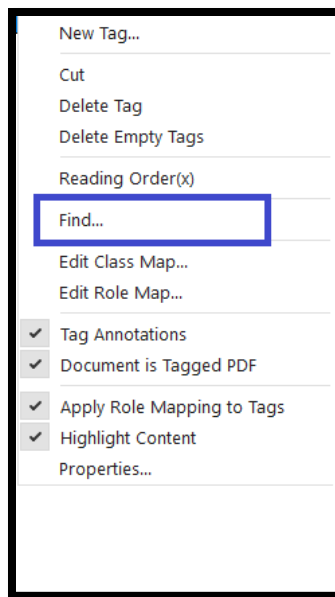 New Tag...
Cut
Delete Tag
Delete Empty Tags
Reading Order(x)
Find...
Edit Class Map...
Edit Role Map...
Tag Annotations
Document is Tagged PDF
Apply Role Mapping to Tags
Highlight Content
Properties...